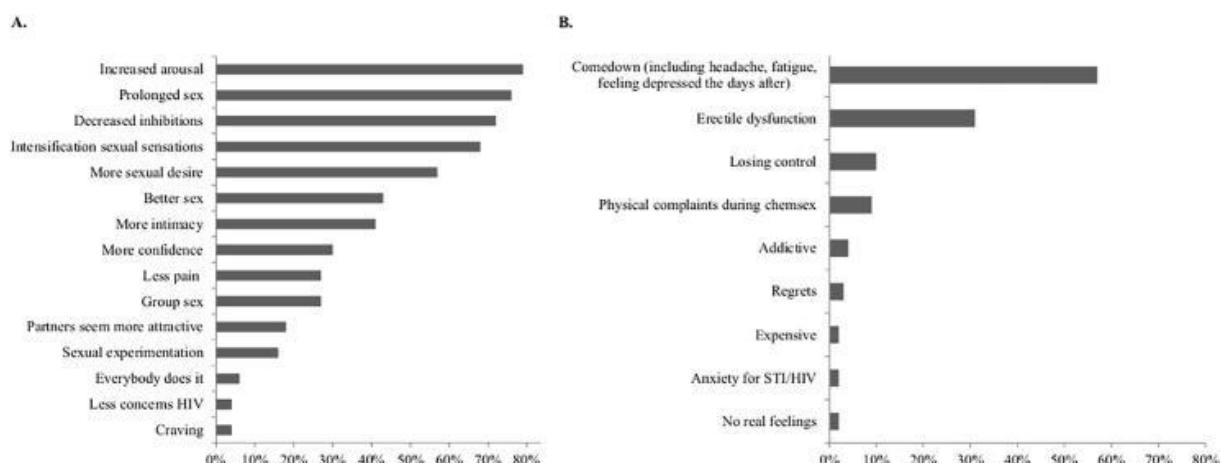 A.
Increased arousal
Prolonged sex
Decreased inhibitions
Intensification sexual sensations
More sexual desire
Better sex
More intimacy
More confidence
Less pain
Group sex
Partners seem more attractive
Sexual experimentation
Everybody does it
Less concerns HIV
Craving
0% 10% 20% 30% 40% 50% 60% 70% 80%
B.
Comedown (including headache, fatigue,
feeling depressed the days after)
Erectile dysfunction
Losing control
Physical complaints during chemsex
Addictive
Regrets
Expensive
Anxiety for STI/HIV
No real feelings
0% 10% 20% 30% 40% 50% 60% 70% 80%